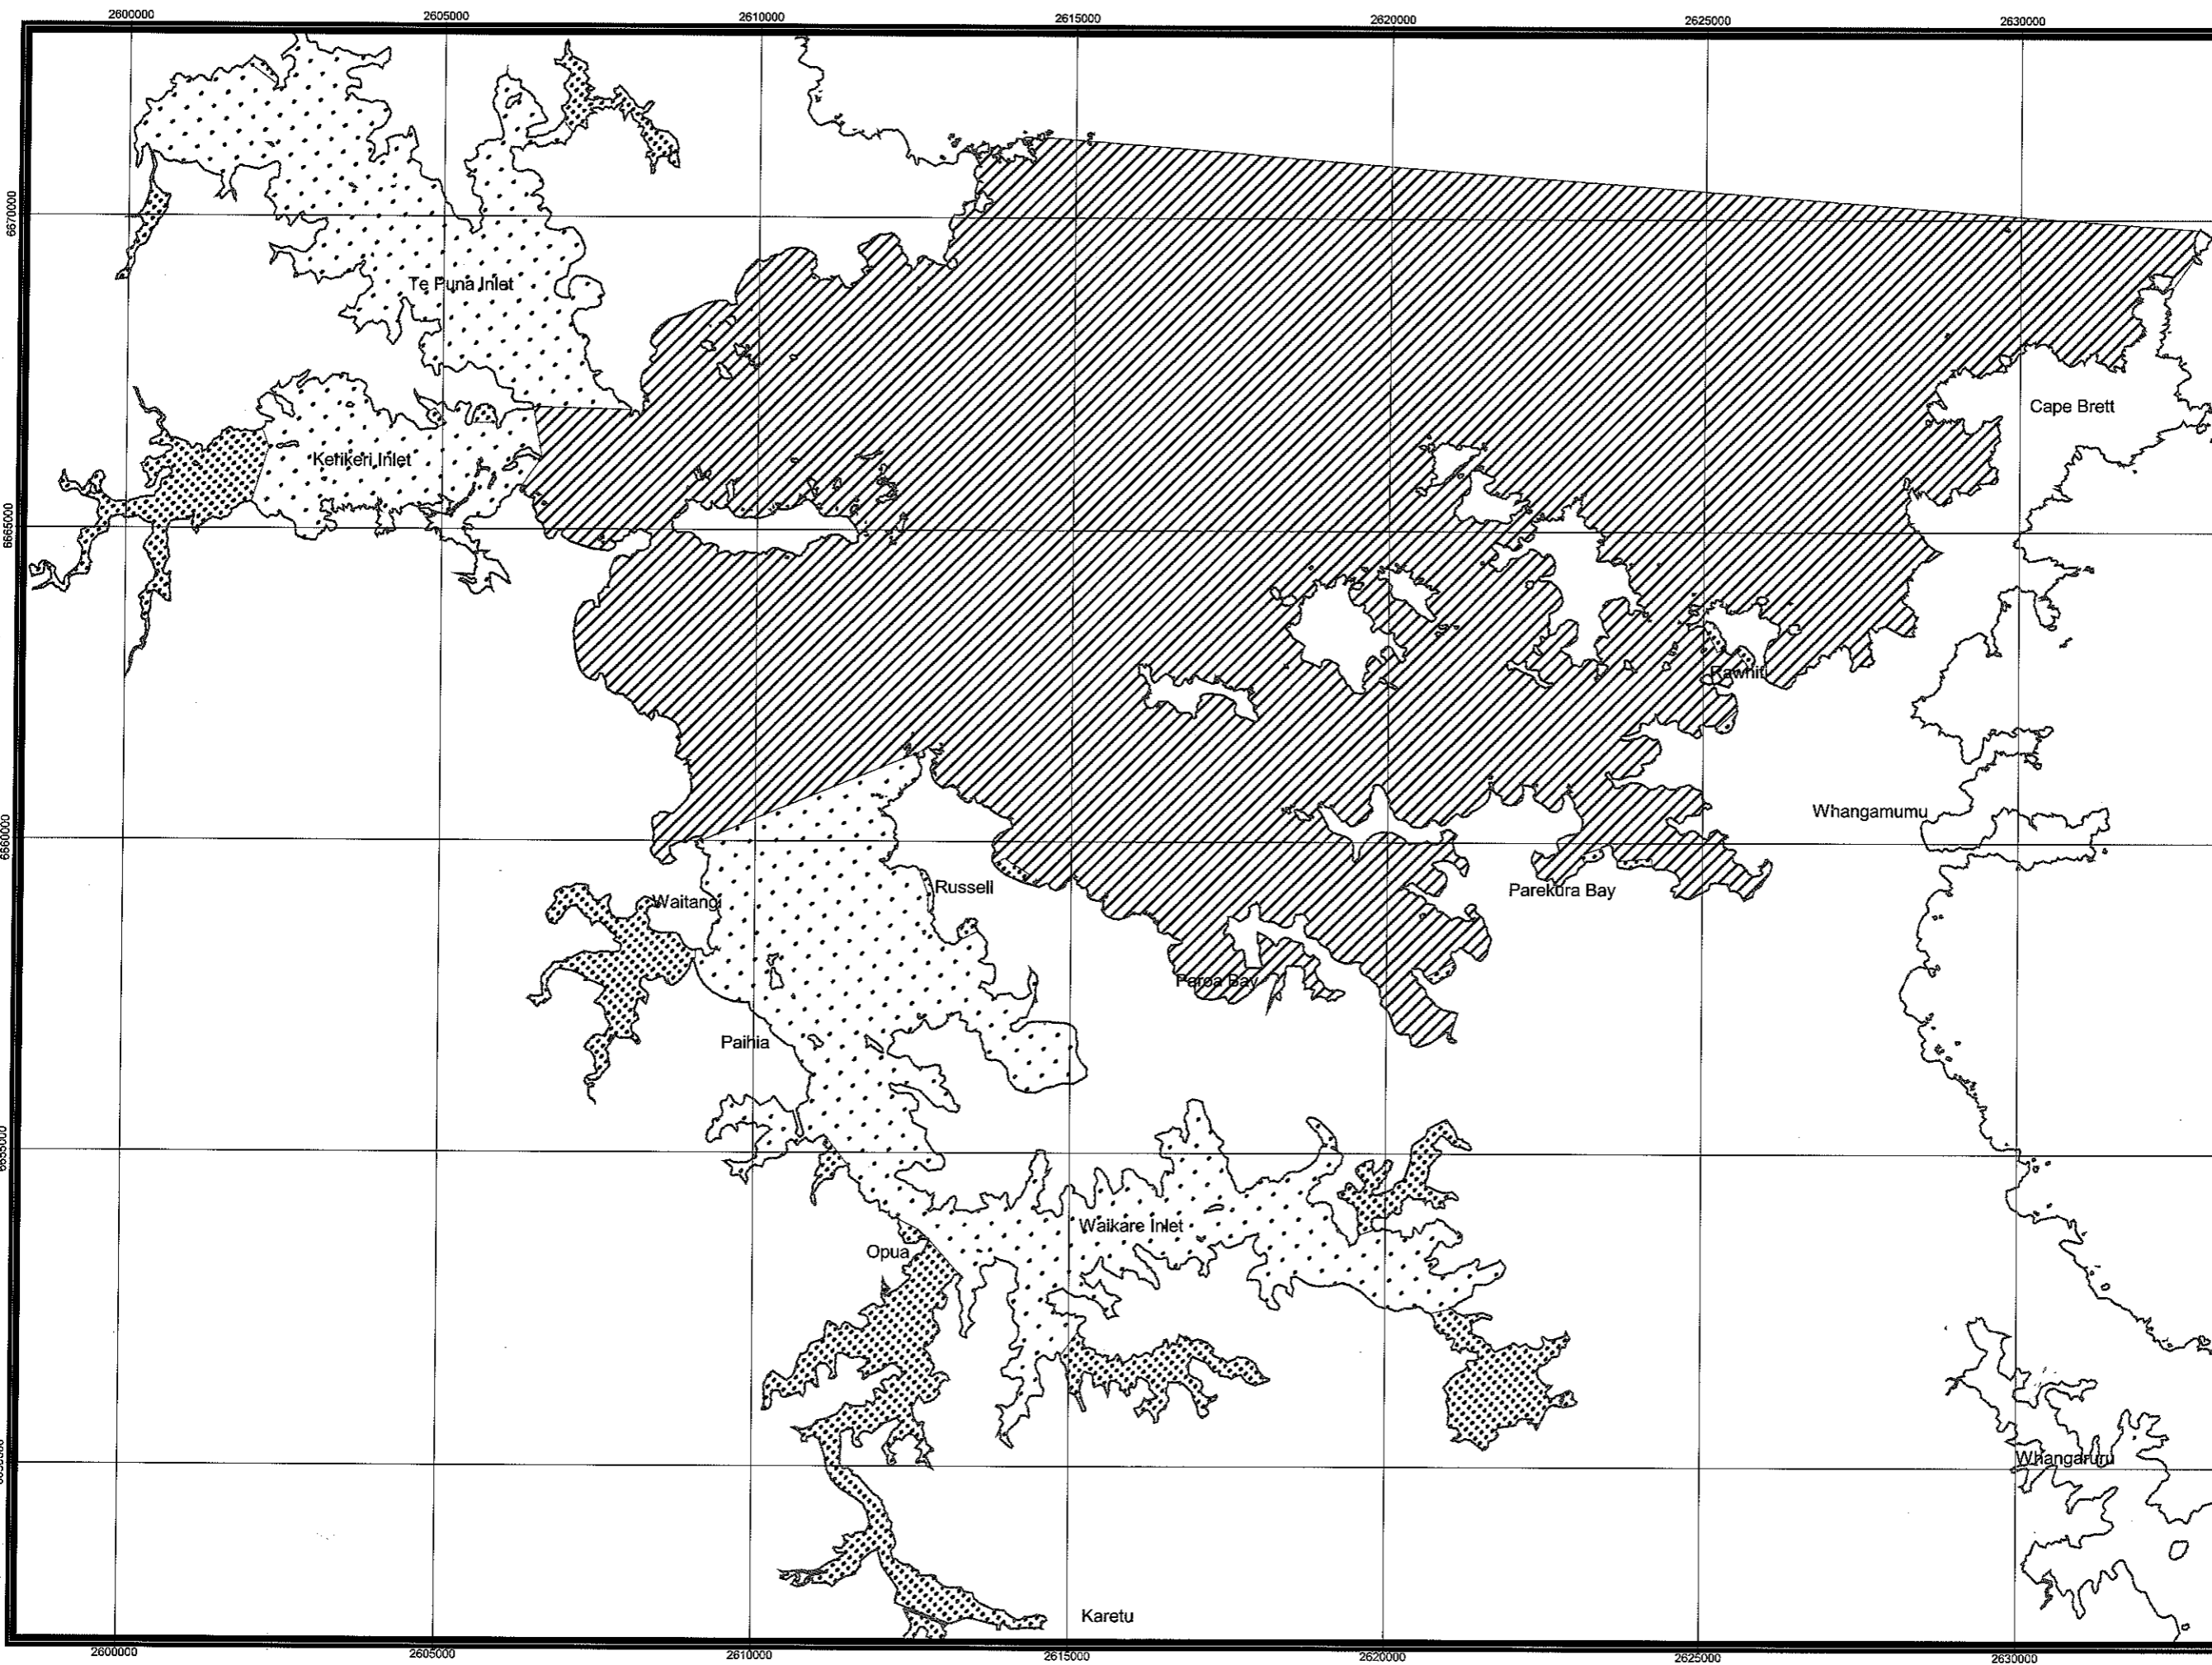 2600000 2605000 2610000 2615000 2620000 2625000 2630000
6670000
Te Puna Inlet
Cape Brett
Kerikeri Inlet
6665000
Rawhiti
Whangamumu
6660000
Russell
Parekura Bay
Waitangi
Paroa Bay
Paihia
6655000
Waikare Inlet
Opua
Whangaruru
Karetu
2600000 2605000 2610000 2615000 2620000 2625000 2630000